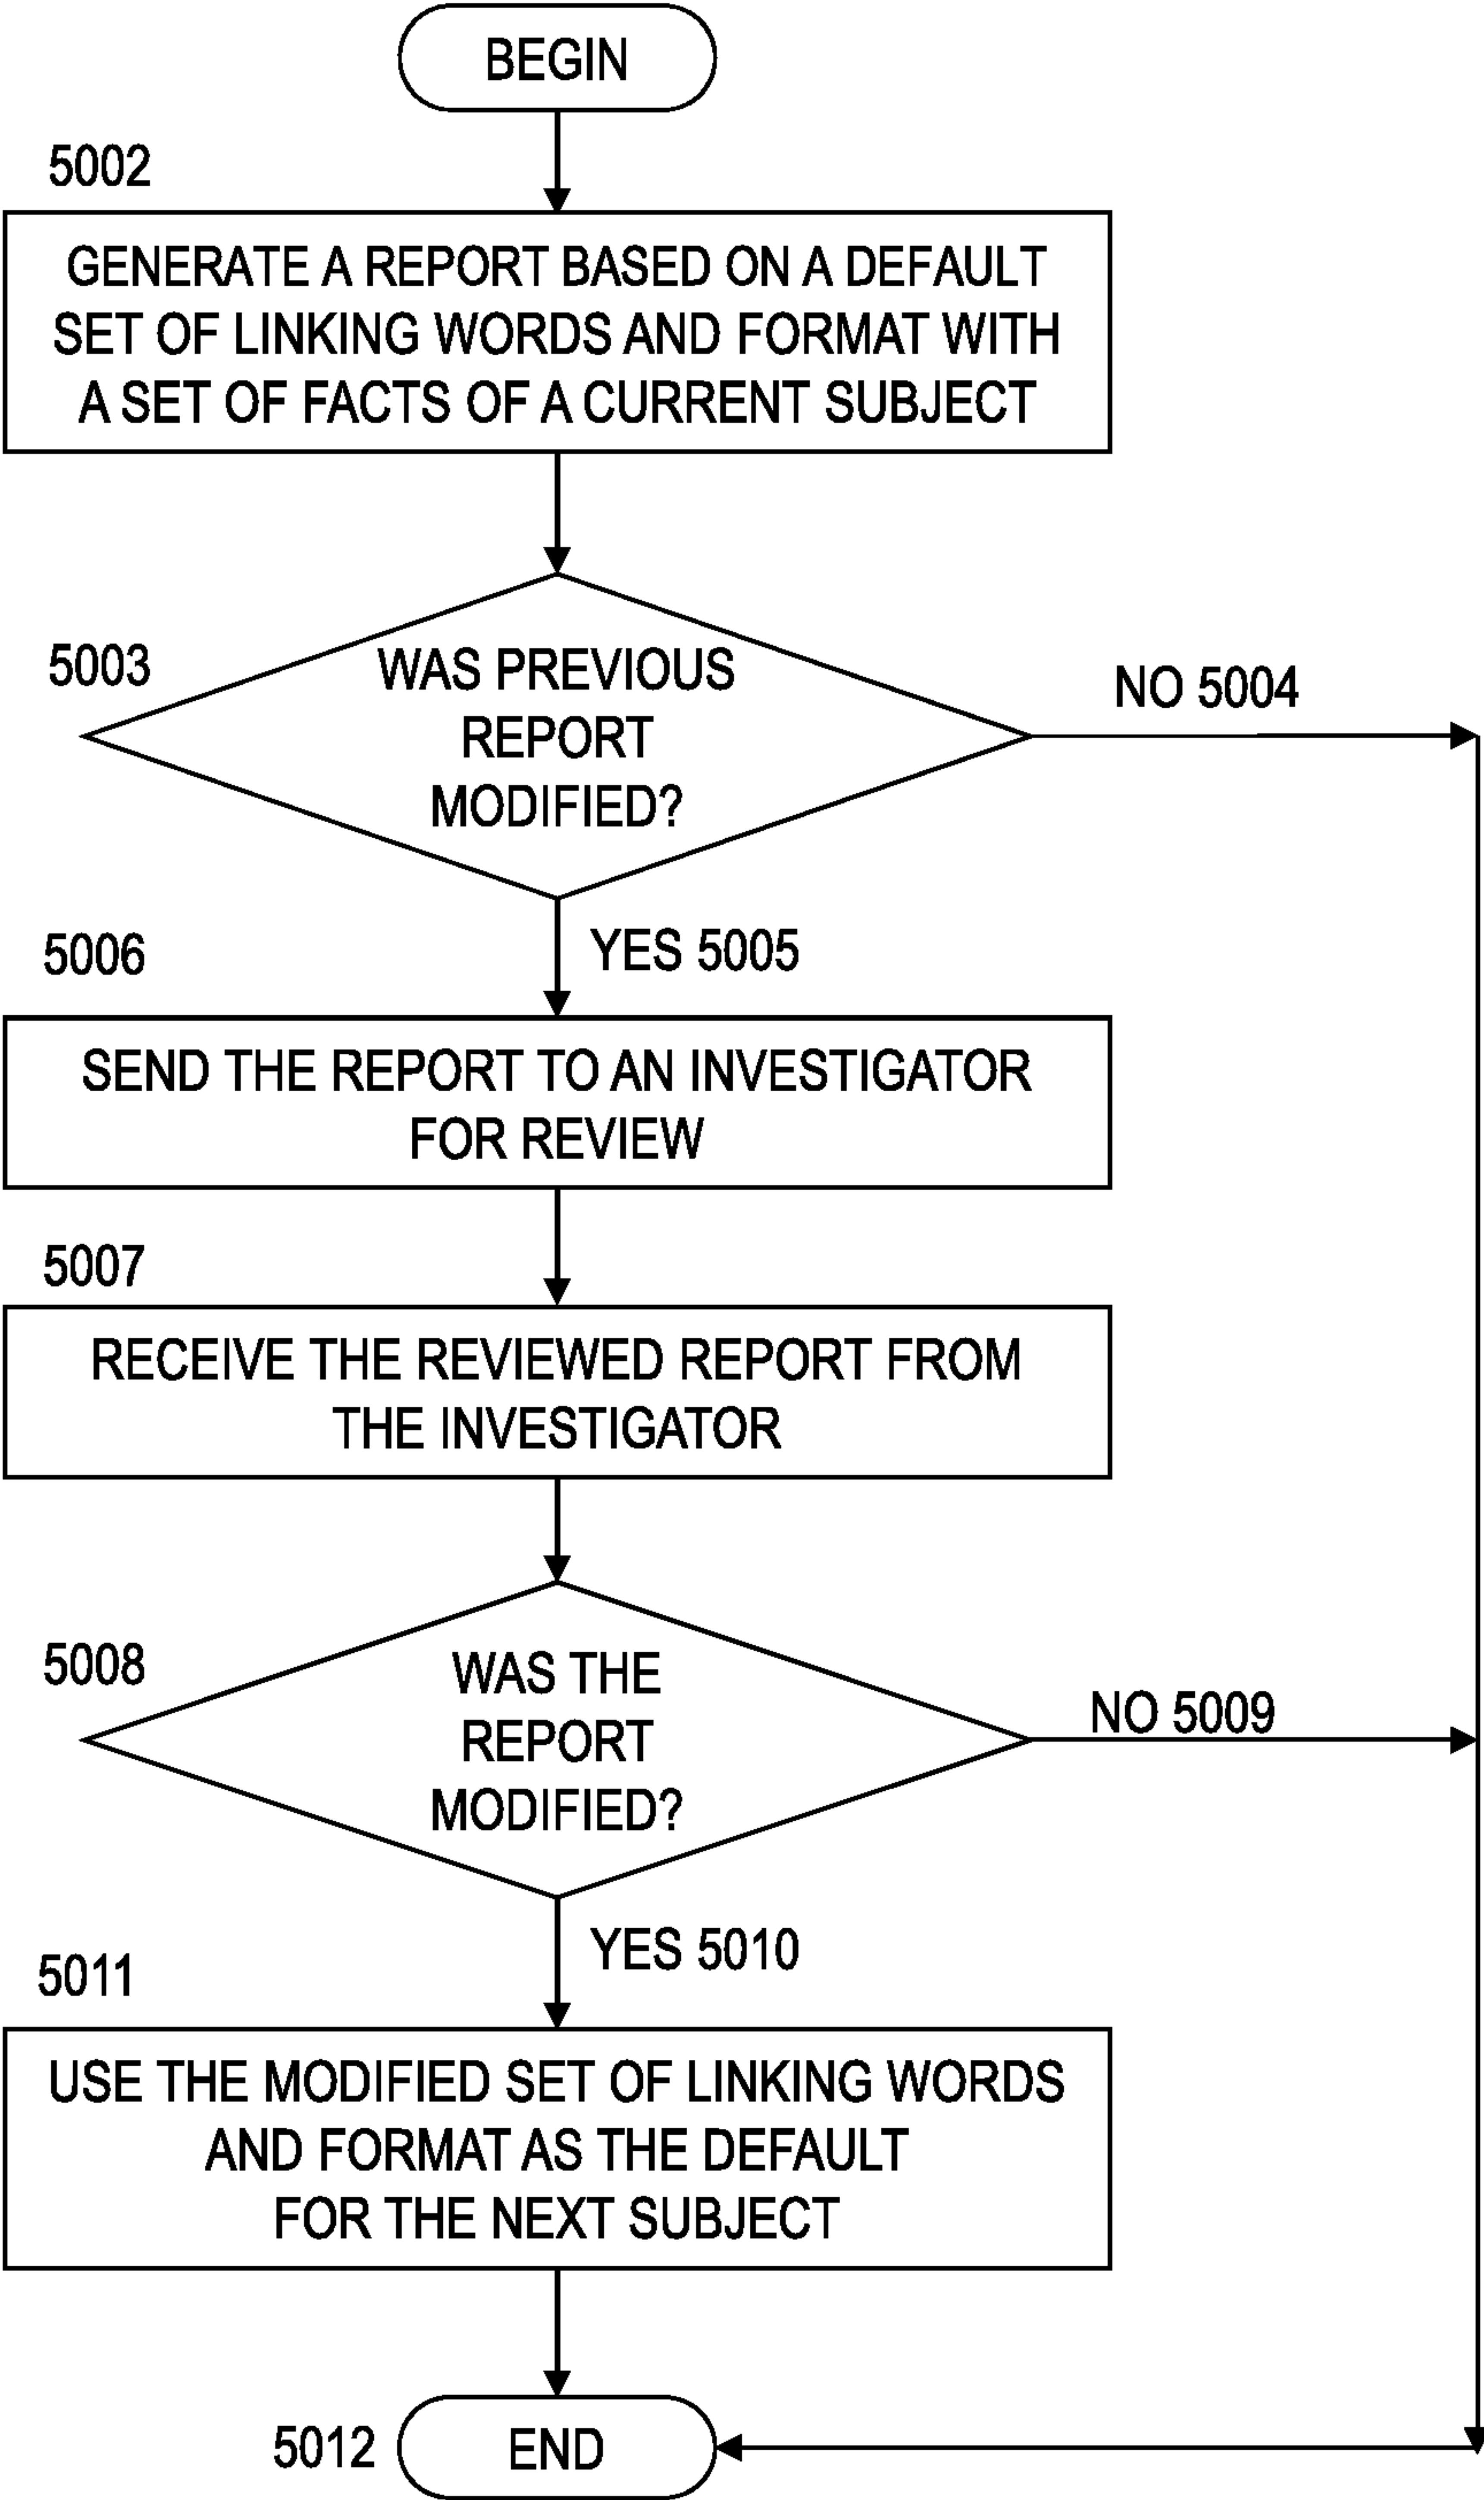 BEGIN
5002
GENERATE A REPORT BASED ON A DEFAULT
SET OF LINKING WORDS AND FORMAT WITH
A SET OF FACTS OF A CURRENT SUBJECT
5003
WAS PREVIOUS
REPORT
MODIFIED?
NO 5004
YES 5005
5006
SEND THE REPORT TO AN INVESTIGATOR
FOR REVIEW
5007
RECEIVE THE REVIEWED REPORT FROM
THE INVESTIGATOR
5008
WAS THE
REPORT
MODIFIED?
NO 5009
YES 5010
5011
USE THE MODIFIED SET OF LINKING WORDS
AND FORMAT AS THE DEFAULT
FOR THE NEXT SUBJECT
5012
END